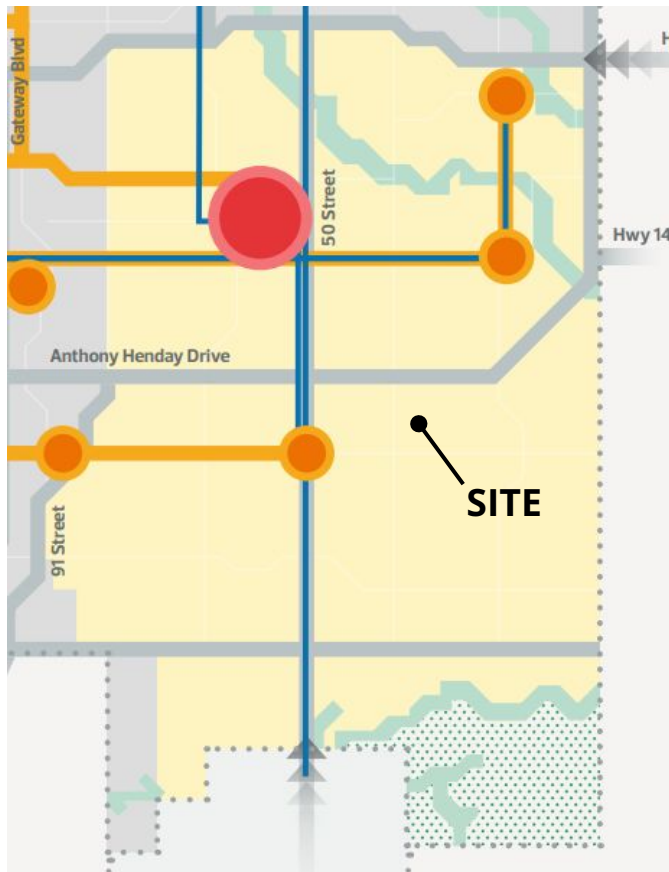 H
Gateway Blvd
50 Street
Hwy 14
Anthony Henday Drive
SITE
91 Street